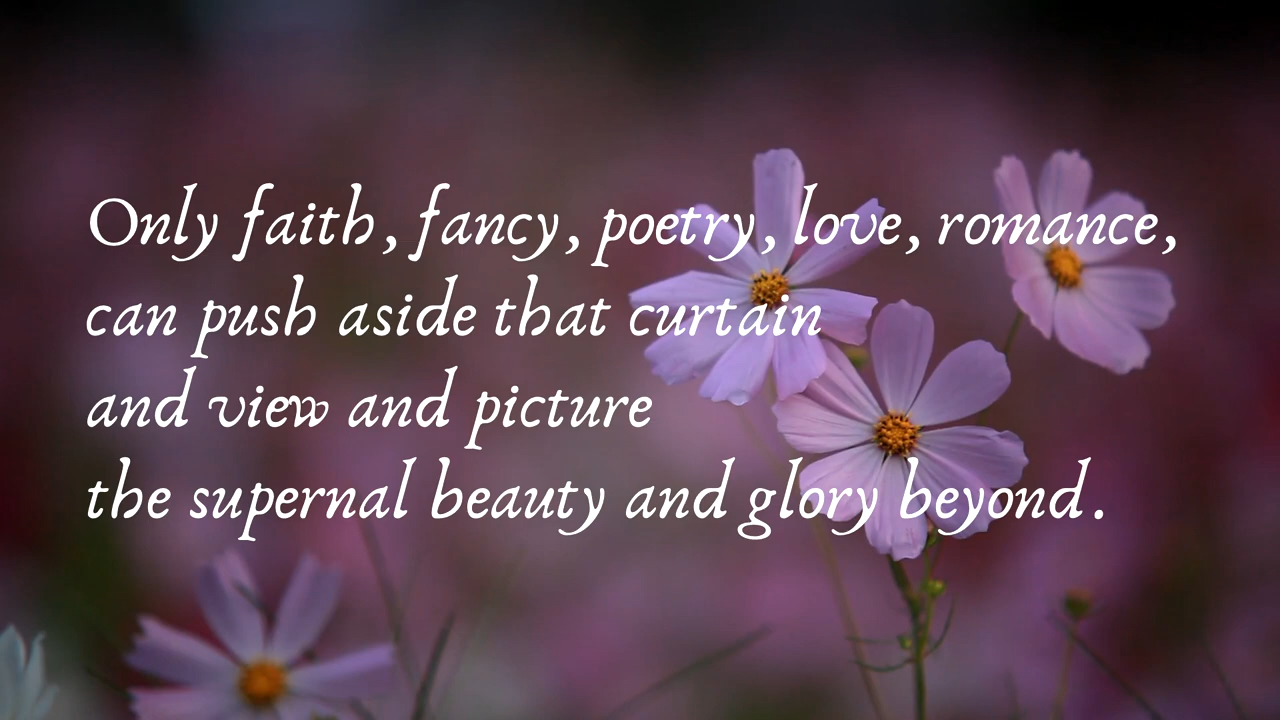 Only faith, fancy, poetry, love, romance,
can push aside that curtain
and view and picture
the supernal beauty and glory beyond.